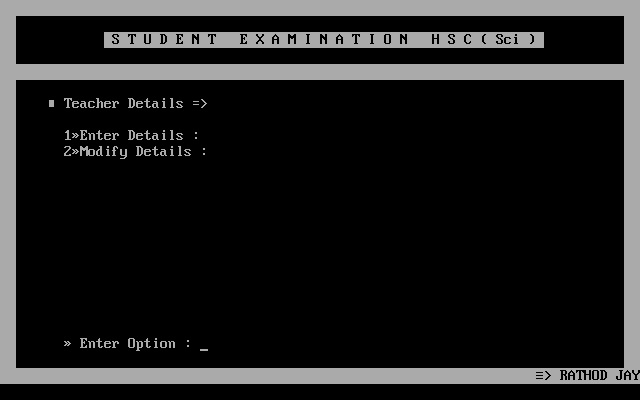 S T U D E N T   E X A M I N A T I O N   H S C ( Sci )
■ Teacher Details =>
1»Enter Details :
2»Modify Details :
» Enter Option : _
≡> RATHOD JAY